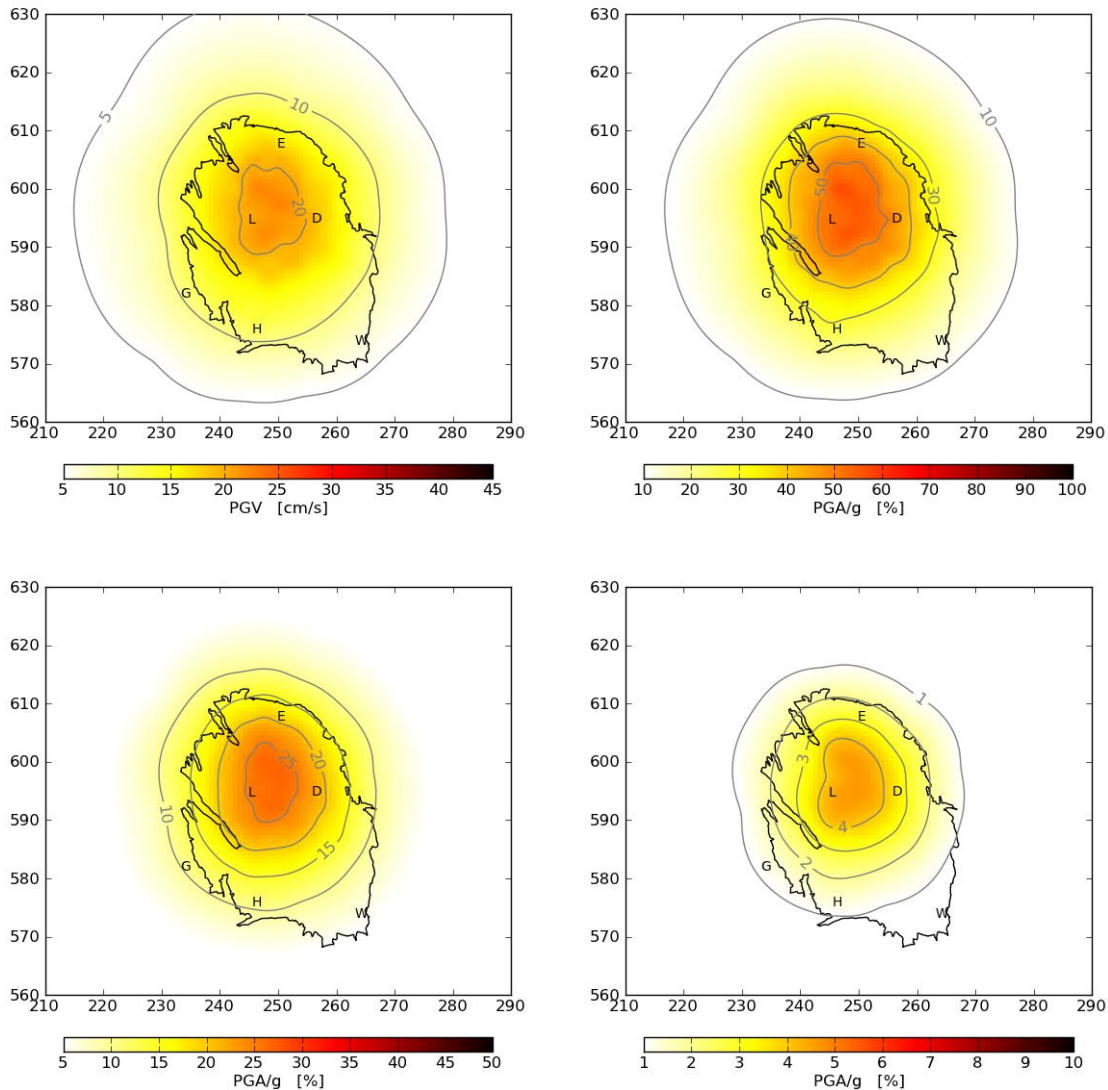 630
620
610
600
590
580
570
560
5
10
20
E
L
D
G
H
W
210 220 230 240 250 260 270 280 290
5 10 15 20 25 30 35 40 45
PGV [cm/s]
630
620
610
600
590
580
570
560
10
30
50
40
E
L
D
G
H
W
210 220 230 240 250 260 270 280 290
10 20 30 40 50 60 70 80 90 100
PGA/g [%]
630
620
610
600
590
580
570
560
E
25
20
L
D
10
15
G
H
W
210 220 230 240 250 260 270 280 290
5 10 15 20 25 30 35 40 45 50
PGA/g [%]
630
620
610
600
590
580
570
560
1
E
3
L
D
4
2
G
H
W
210 220 230 240 250 260 270 280 290
1 2 3 4 5 6 7 8 9 10
PGA/g [%]